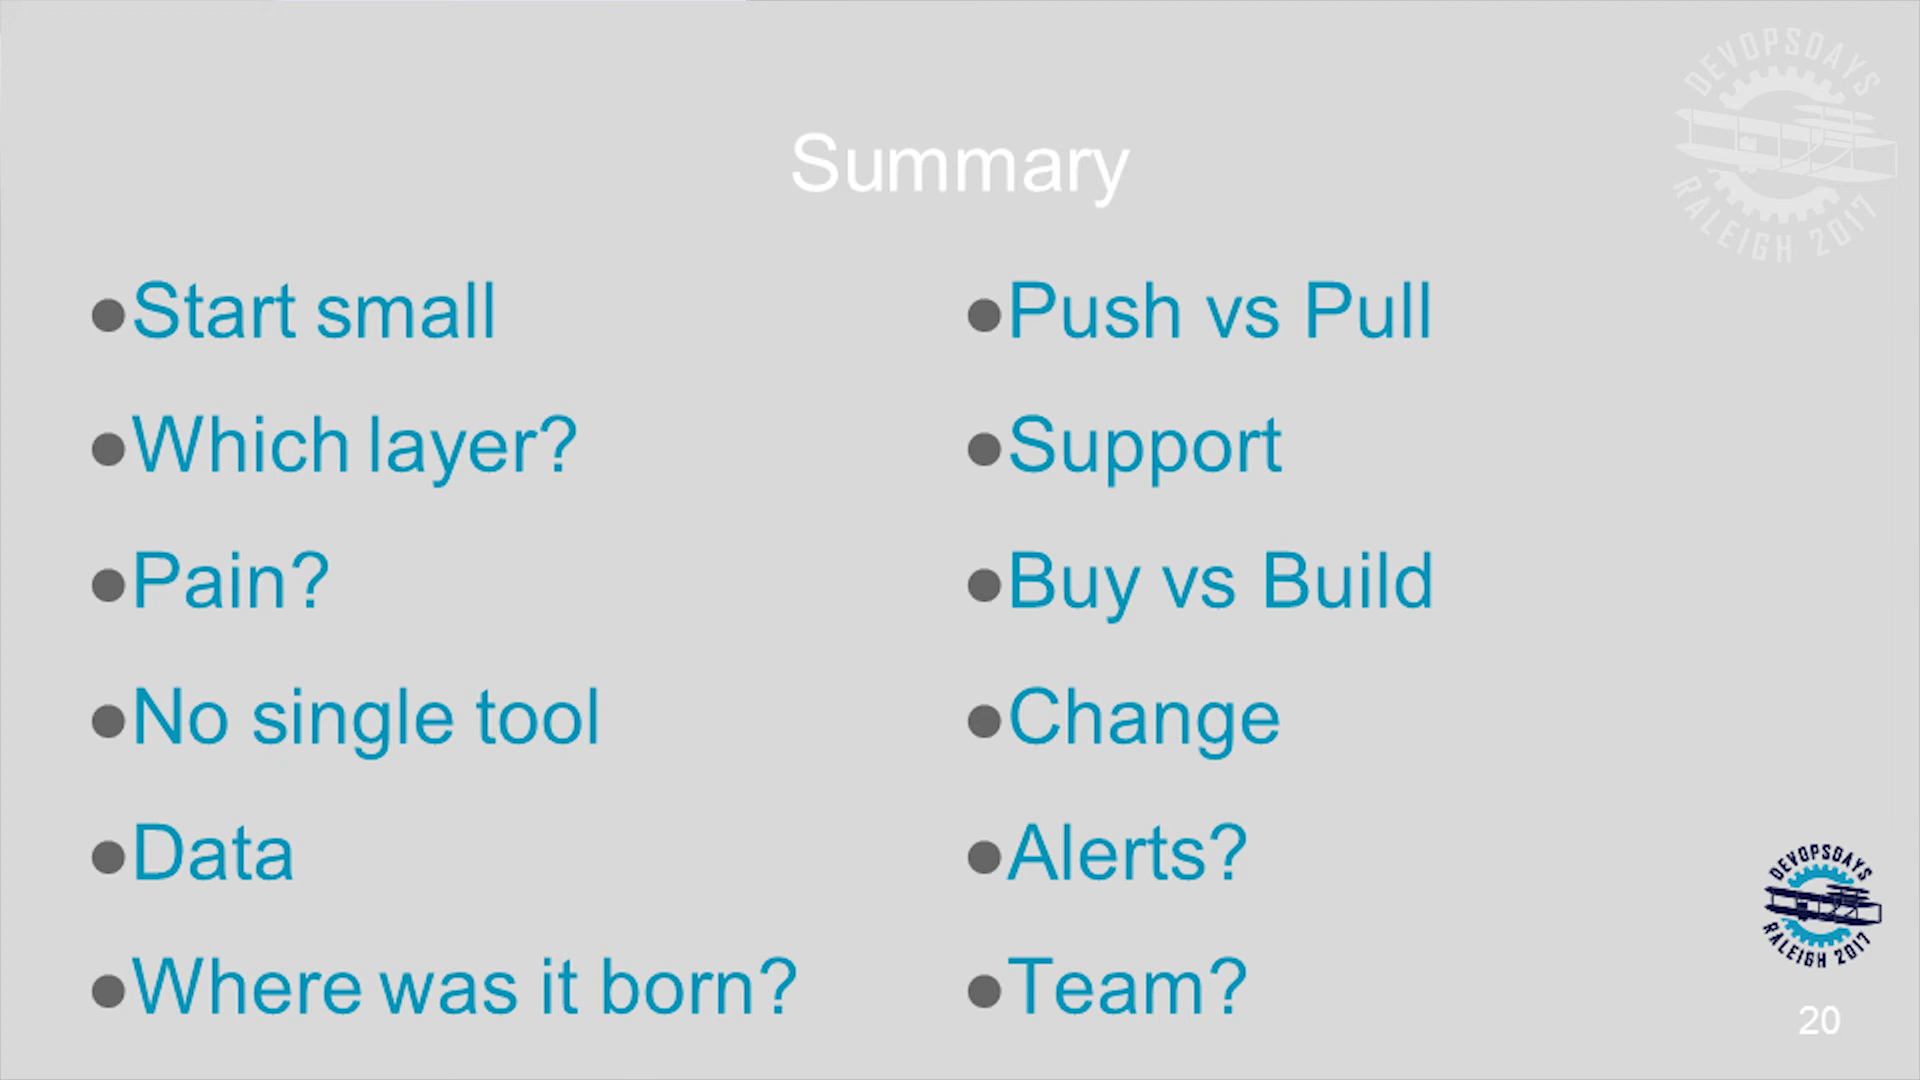 DEVOPSDAYS
RALEIGH 2017
Summary
●Start small
●Which layer?
●Pain?
●No single tool
●Data
●Where was it born?
●Push vs Pull
●Support
●Buy vs Build
●Change
●Alerts?
●Team?
DEVOPSDAYS
RALEIGH 2017
20